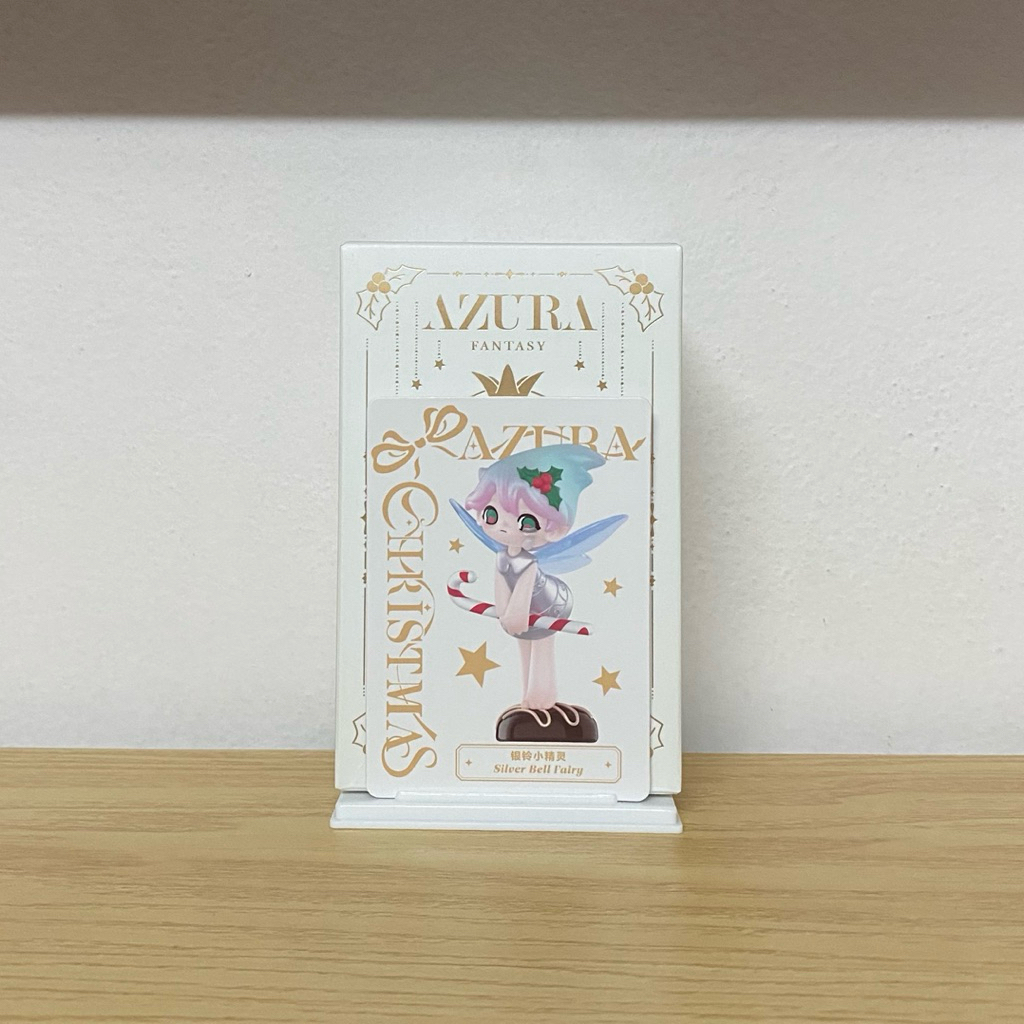 AZURA
FANTASY
AZURA
CHRISTMAS
银铃小精灵
Silver Bell Fairy